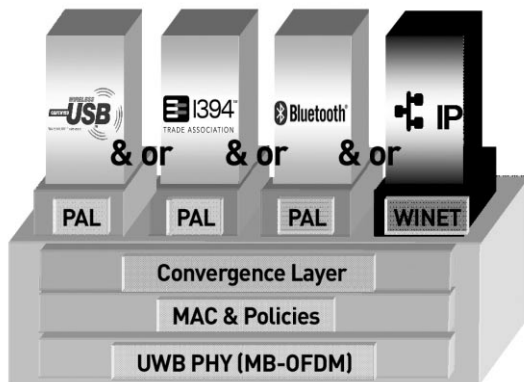 WIRELESS
CERTIFIED
USB
1394™
TRADE ASSOCIATION
Bluetooth®
IP
& or & or & or
PAL PAL PAL WINET
Convergence Layer
MAC & Policies
UWB PHY (MB-OFDM)